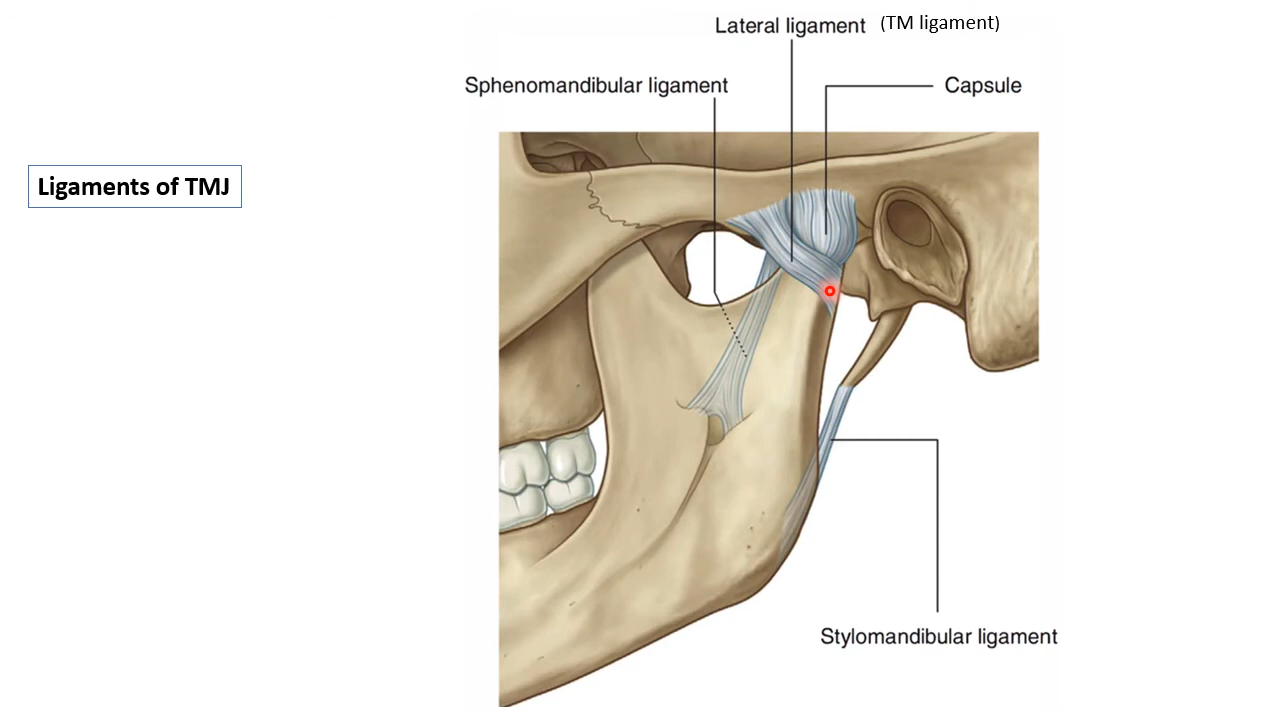 Lateral ligament (TM ligament)
Sphenomandibular ligament
Capsule
Ligaments of TMJ
Stylomandibular ligament